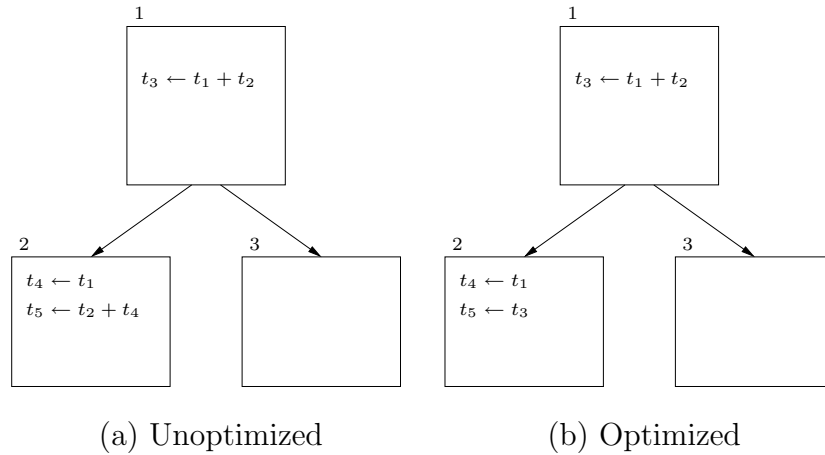 1
t₃ ← t₁ + t₂
2
t₄ ← t₁
t₅ ← t₂ + t₄
3
(a) Unoptimized
1
t₃ ← t₁ + t₂
2
t₄ ← t₁
t₅ ← t₃
3
(b) Optimized